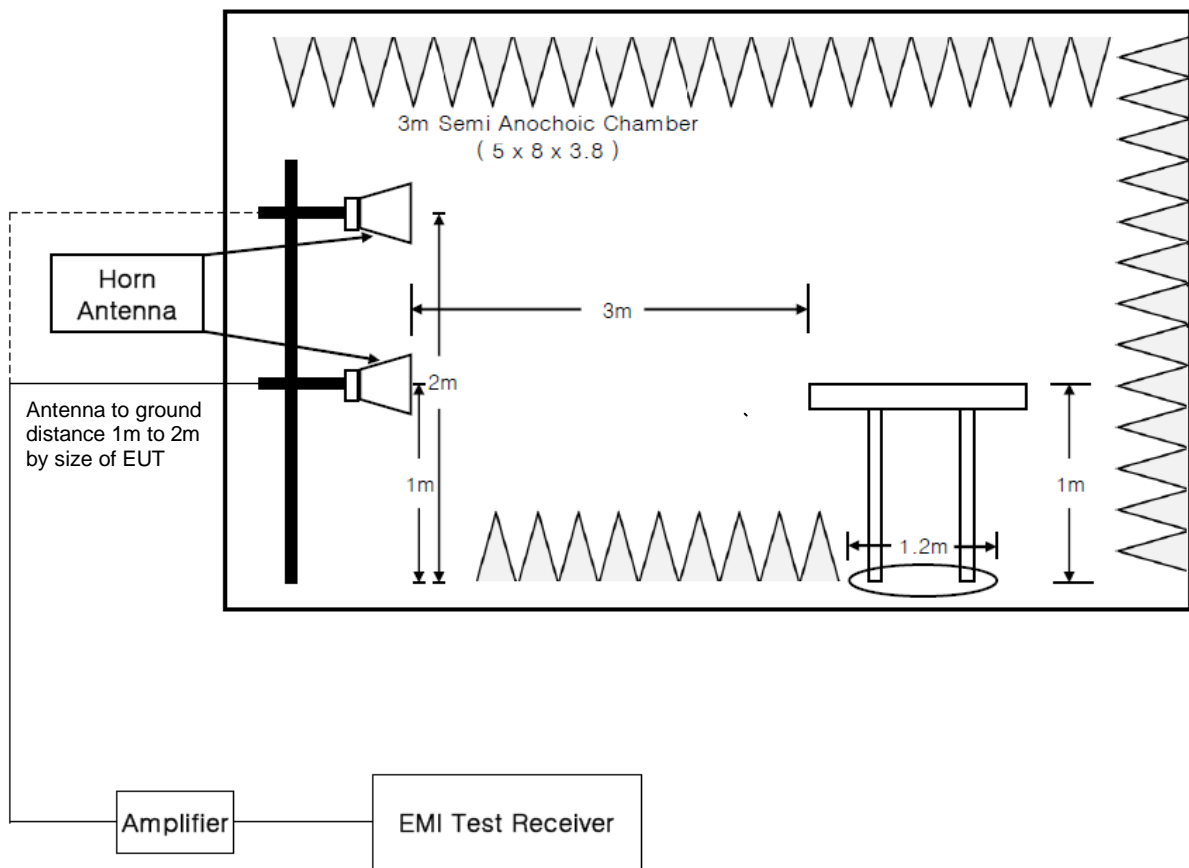 3m Semi Anochoic Chamber
( 5 x 8 x 3.8 )
Horn
Antenna
3m
2m
Antenna to ground
distance 1m to 2m
by size of EUT
1m
1m
1.2m
Amplifier
EMI Test Receiver